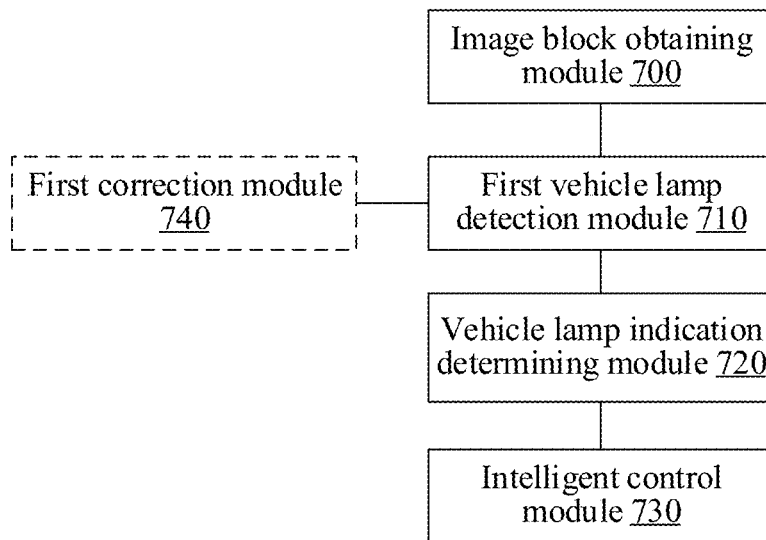 Image block obtaining
module 700
First correction module
740
First vehicle lamp
detection module 710
Vehicle lamp indication
determining module 720
Intelligent control
module 730